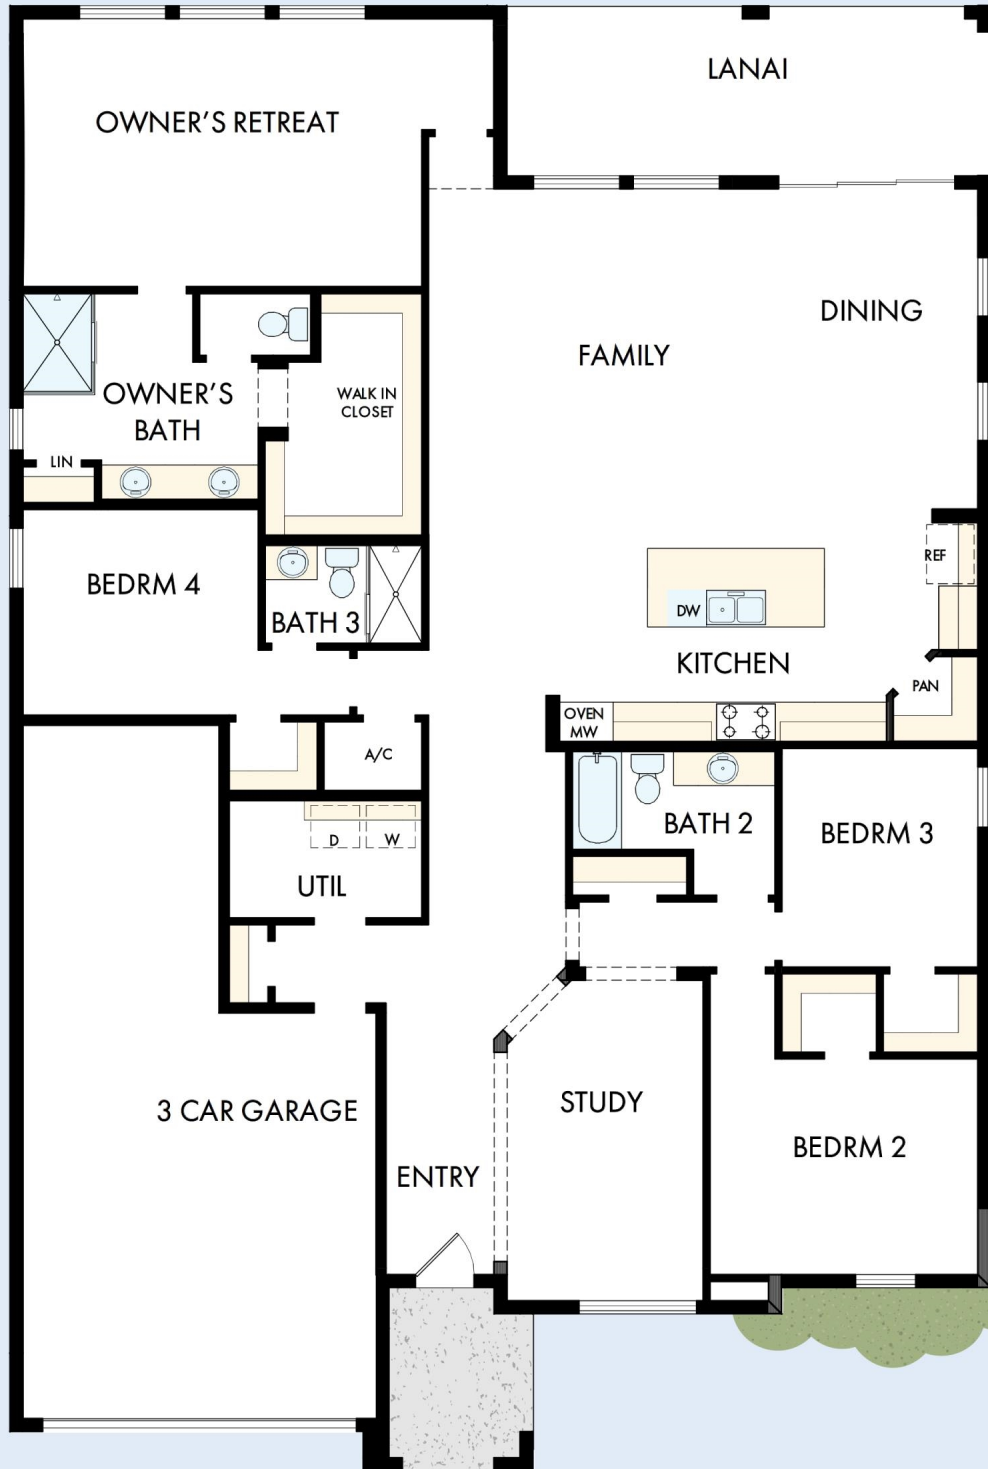 LANAI
OWNER'S RETREAT
DINING
FAMILY
OWNER'S
BATH
WALK IN
CLOSET
LIN
REF
BEDRM 4
BATH 3
DW
KITCHEN
PAN
OVEN
MW
A/C
BATH 2
BEDRM 3
D
W
UTIL
3 CAR GARAGE
STUDY
BEDRM 2
ENTRY